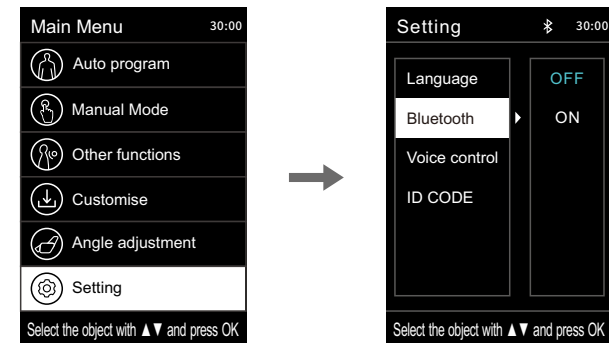 Main Menu 30:00
Auto program
Manual Mode
Other functions
Customise
Angle adjustment
Setting
Select the object with ▲▼ and press OK
Setting 30:00
Language
Bluetooth
Voice control
ID CODE
OFF
ON
Select the object with ▲▼ and press OK